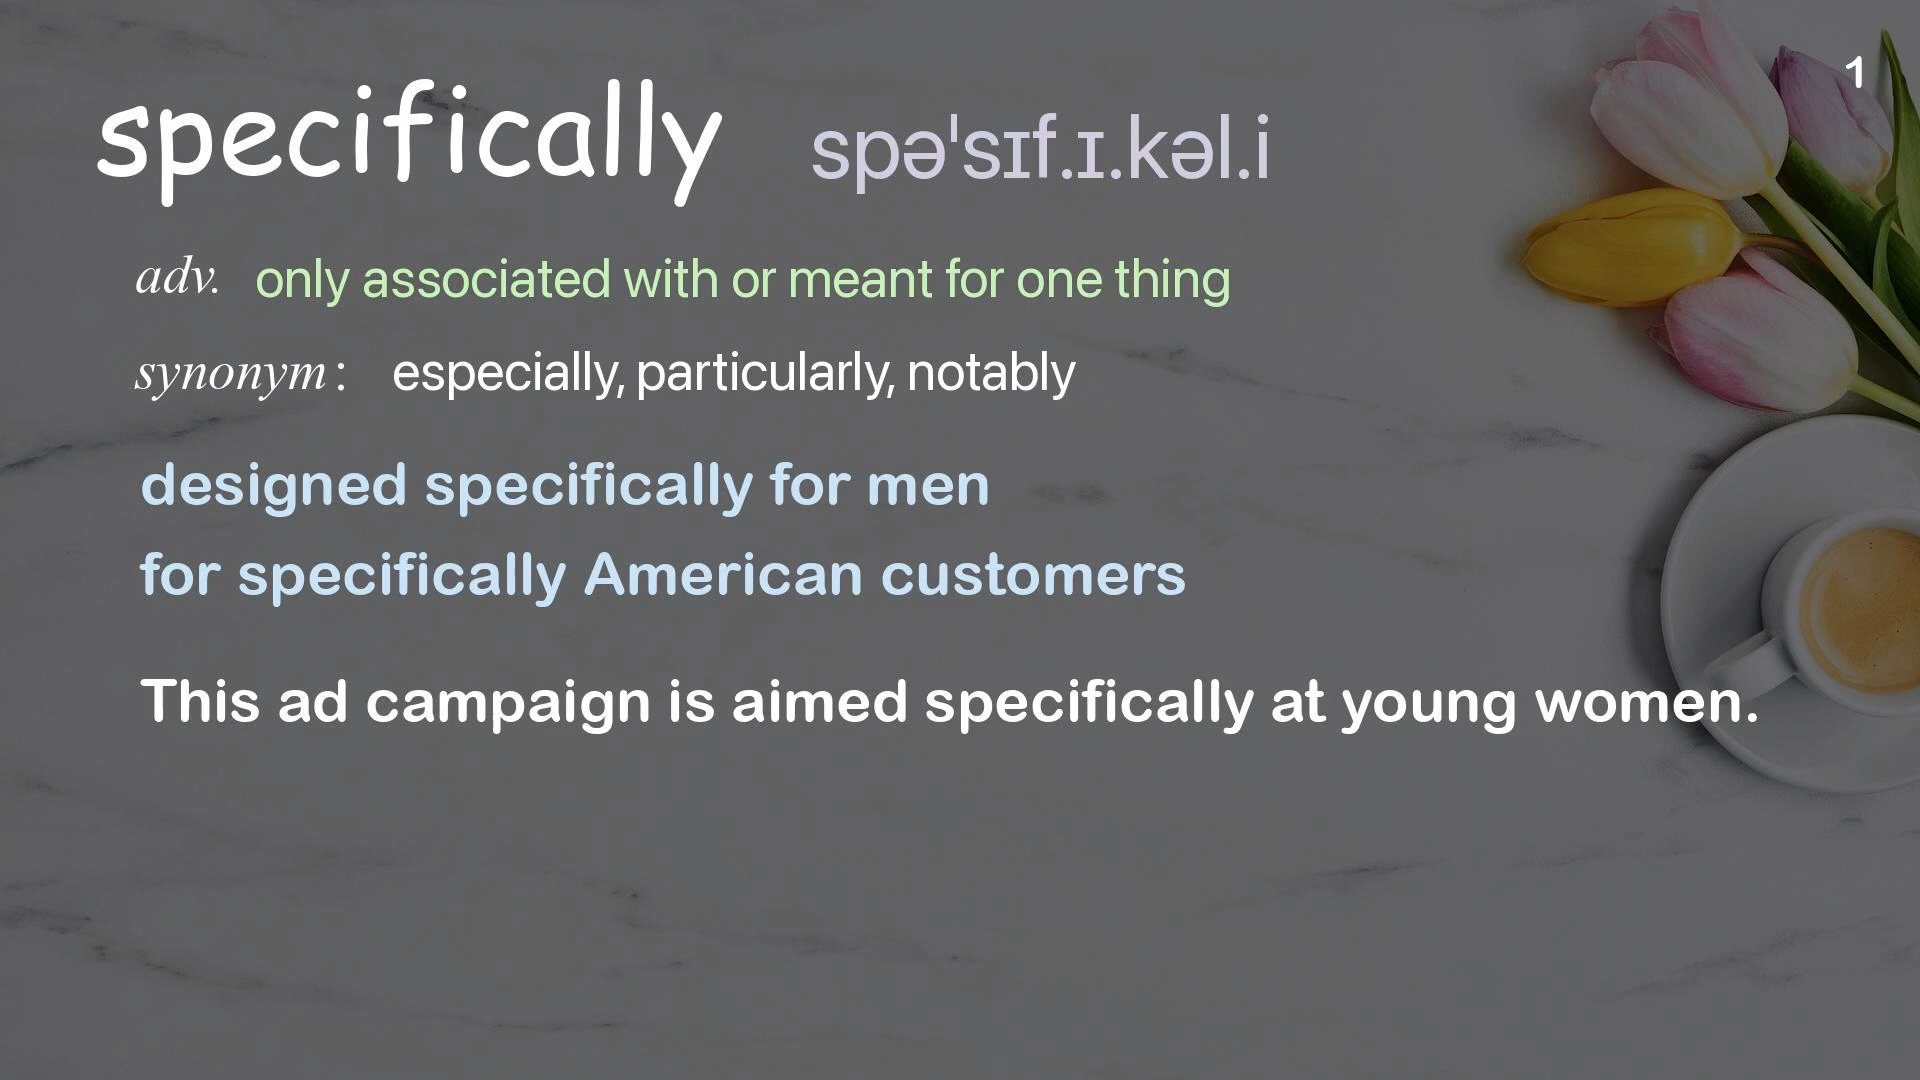 1
specifically spəˈsɪf.ɪ.kəl.i
adv. only associated with or meant for one thing
synonym: especially, particularly, notably
designed specifically for men
for specifically American customers
This ad campaign is aimed specifically at young women.